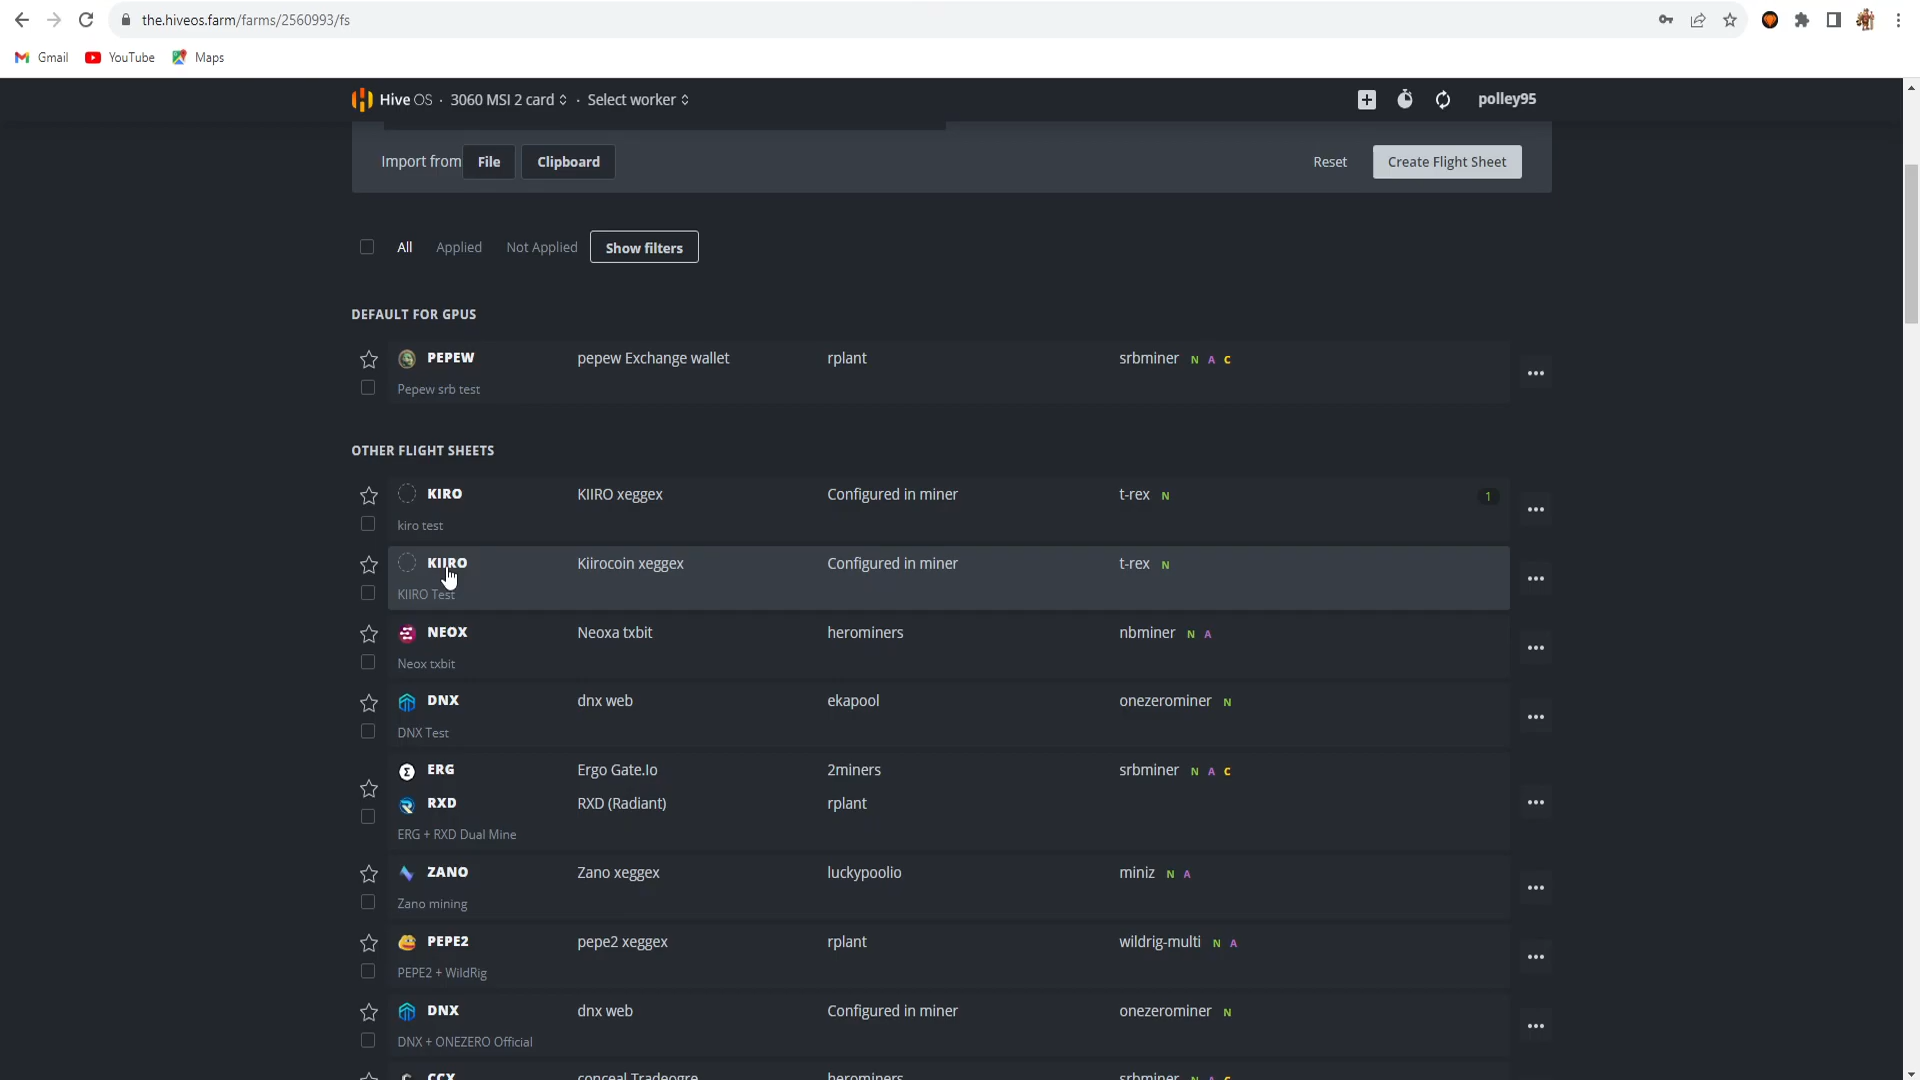 the.hiveos.farm/farms/2560993/fs
Gmail YouTube Maps
Hive OS · 3060 MSI 2 card · Select worker polley95
Import from File Clipboard Reset Create Flight Sheet
All Applied Not Applied Show filters
DEFAULT FOR GPUS
PEPEW pepew Exchange wallet rplant srbminer N A C
Pepew srb test
OTHER FLIGHT SHEETS
KIRO KIIRO xeggex Configured in miner t-rex N 1
kiro test
KIIRO Kiirocoin xeggex Configured in miner t-rex N
KIIRO Test
NEOX Neoxa txbit herominers nbminer N A
Neox txbit
DNX dnx web ekapool onezerominer N
DNX Test
ERG Ergo Gate.Io 2miners srbminer N A C
RXD RXD (Radiant) rplant
ERG + RXD Dual Mine
ZANO Zano xeggex luckypoolio miniz N A
Zano mining
PEPE2 pepe2 xeggex rplant wildrig-multi N A
PEPE2 + WildRig
DNX dnx web Configured in miner onezerominer N
DNX + ONEZERO Official
CCX conceal Tradeogre herominers srbminer N A C